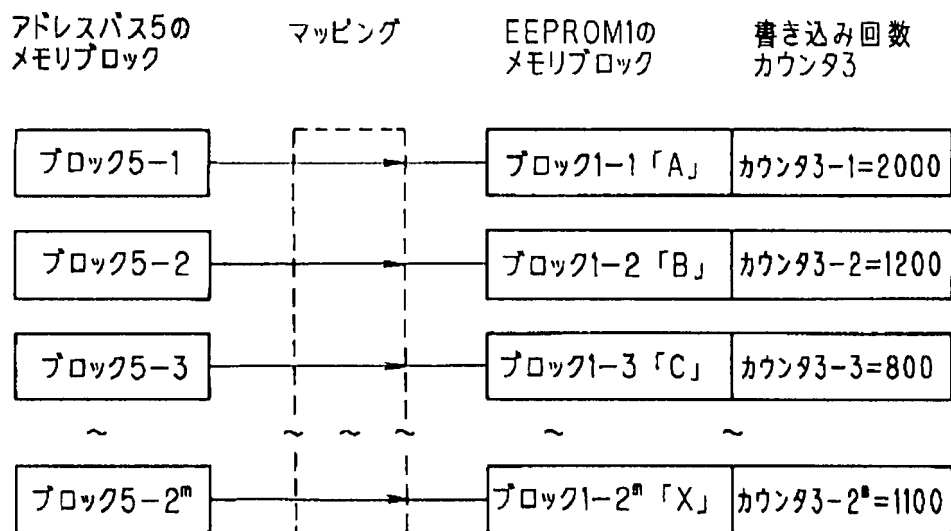 アドレスバス5の
メモリブロック
マッピング
EEPROM1の
メモリブロック
書き込み回数
カウンタ3
ブロック5-1
ブロック1-1「A」
カウンタ3-1=2000
ブロック5-2
ブロック1-2「B」
カウンタ3-2=1200
ブロック5-3
ブロック1-3「C」
カウンタ3-3=800
~ ~ ~ ~ ~ ~
ブロック5-2ᵐ
ブロック1-2ᵐ「X」
カウンタ3-2ᵐ=1100